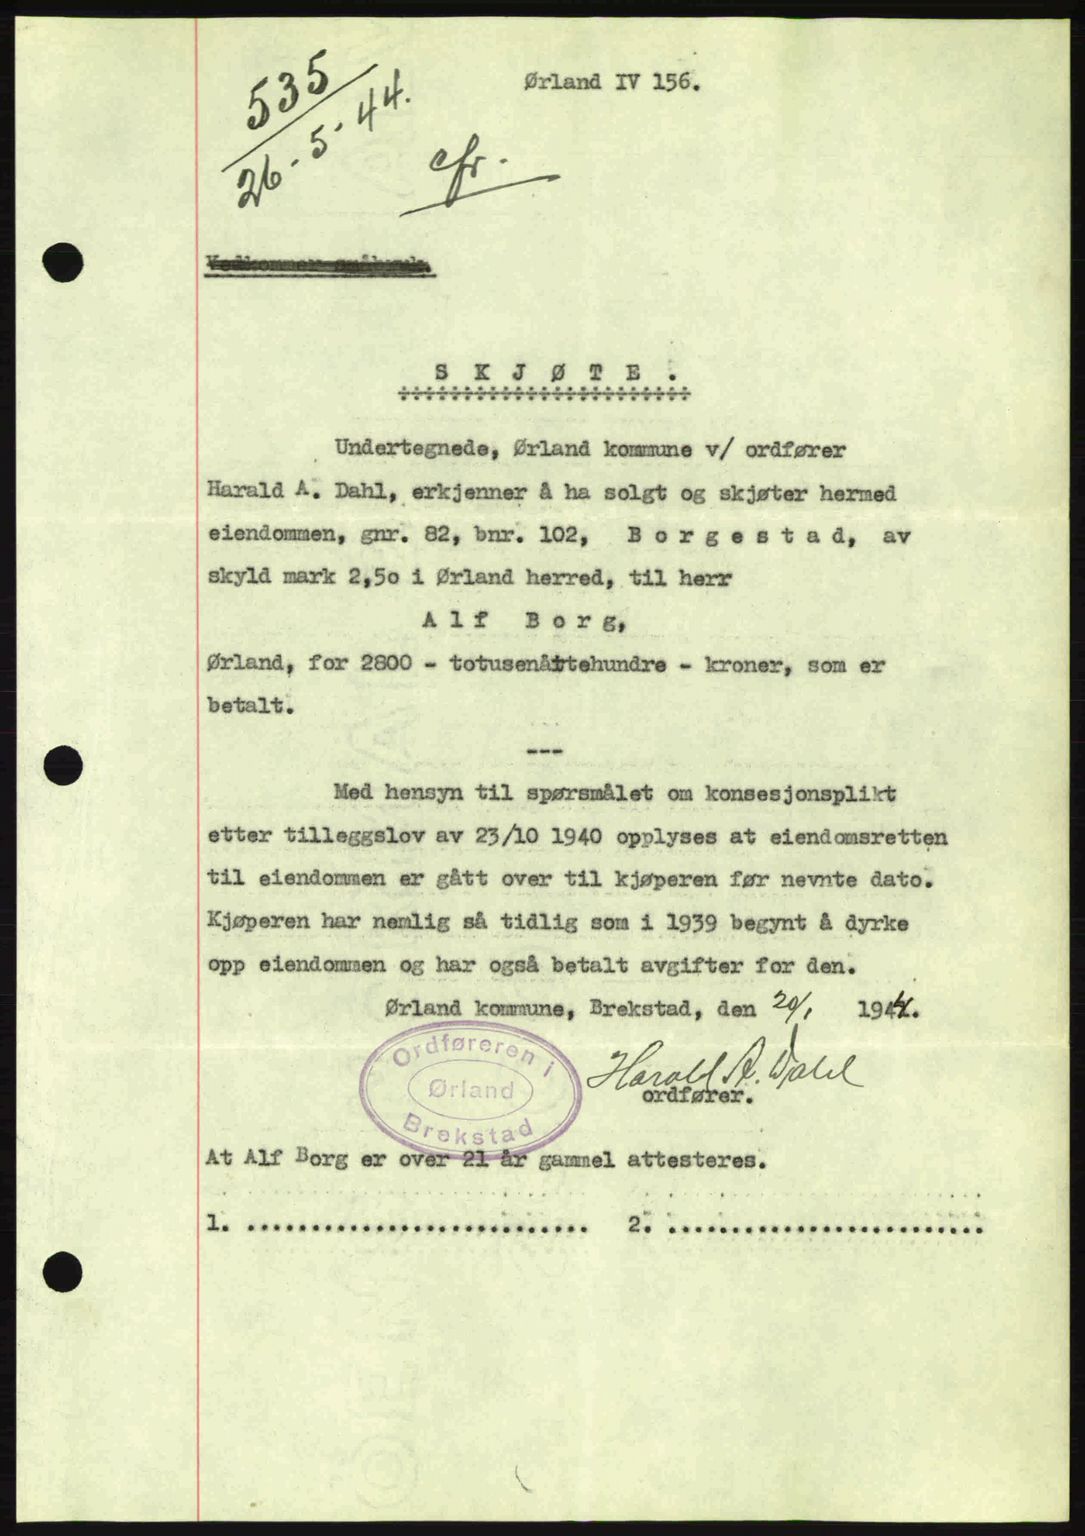 Ørland IV 156.
535
26-5-44.
cfr.
S K J Ø T E .
Undertegnede, Ørland kommune v/ ordfører
Harald A. Dahl, erkjenner å ha solgt og skjøter hermed
eiendommen, gnr. 82, bnr. 102, B o r g e s t a d, av
skyld mark 2,5o i Ørland herred, til herr
A l f B o r g,
Ørland, for 2800 - totusenåttehundre - kroner, som er
betalt.
---
Med hensyn til spørsmålet om konsesjonsplikt
etter tilleggslov av 23/10 1940 opplyses at eiendomsretten
til eiendommen er gått over til kjøperen før nevnte dato.
Kjøperen har nemlig så tidlig som i 1939 begynt å dyrke
opp eiendommen og har også betalt avgifter for den.
Ørland kommune, Brekstad, den 20/1 1944.
Ordføreren i
Ørland
Brekstad
Harald A. Dahl
ordfører.
At Alf Borg er over 21 år gammel attesteres.
1. ........................... 2. .........................